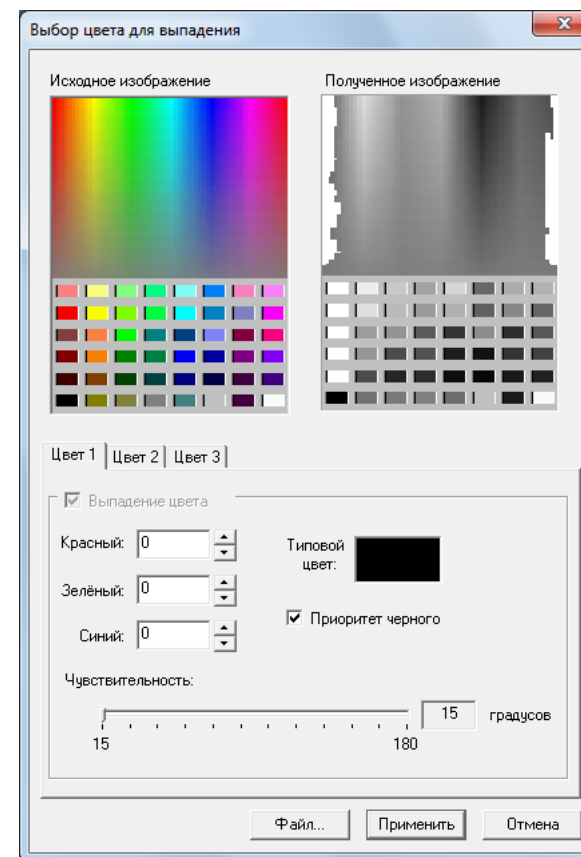 Выбор цвета для выпадения
Исходное изображение
Полученное изображение
Цвет 1
Цвет 2
Цвет 3
Выпадение цвета
Красный: 0
Типовой цвет:
Зелёный: 0
Приоритет черного
Синий: 0
Чувствительность:
15 градусов
15
180
Файл...
Применить
Отмена